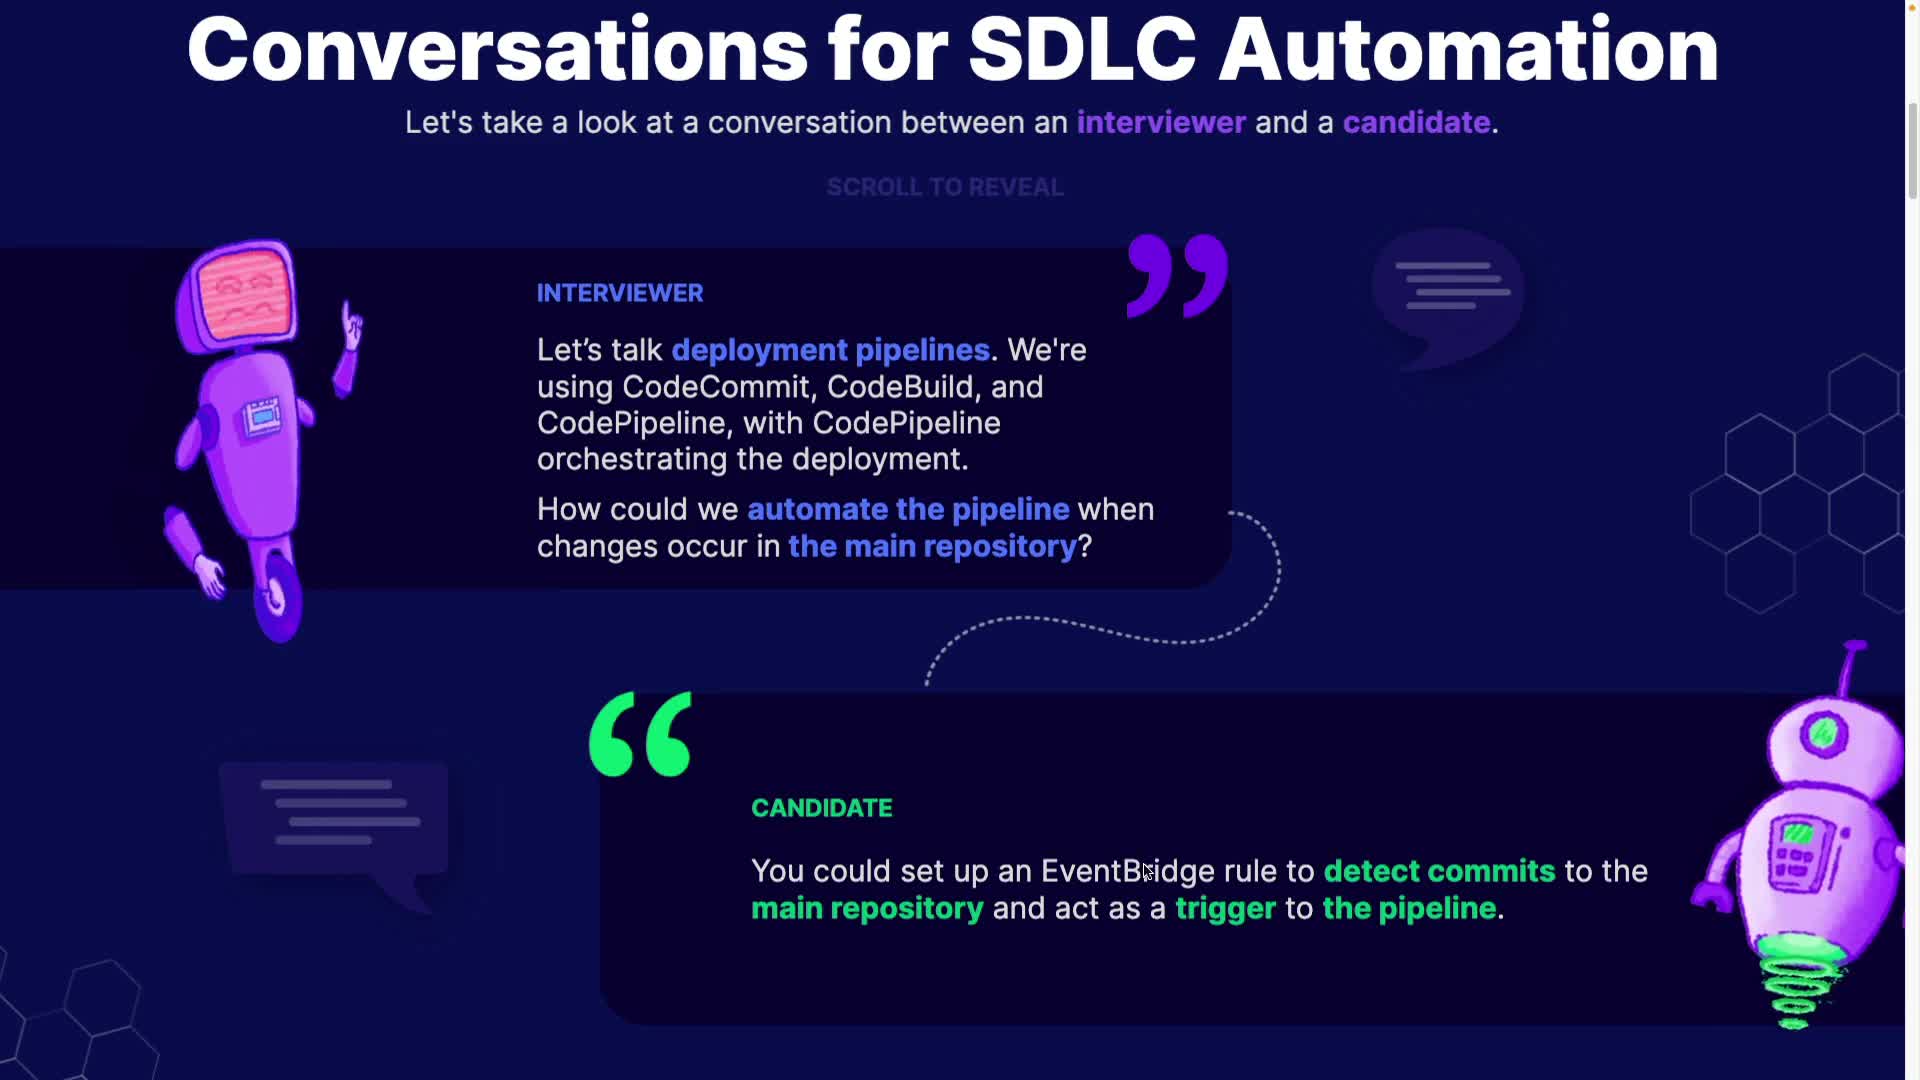 Conversations for SDLC Automation
Let's take a look at a conversation between an interviewer and a candidate.
SCROLL TO REVEAL
INTERVIEWER
Let’s talk deployment pipelines. We're
using CodeCommit, CodeBuild, and
CodePipeline, with CodePipeline
orchestrating the deployment.
How could we automate the pipeline when
changes occur in the main repository?
CANDIDATE
You could set up an EventBridge rule to detect commits to the
main repository and act as a trigger to the pipeline.